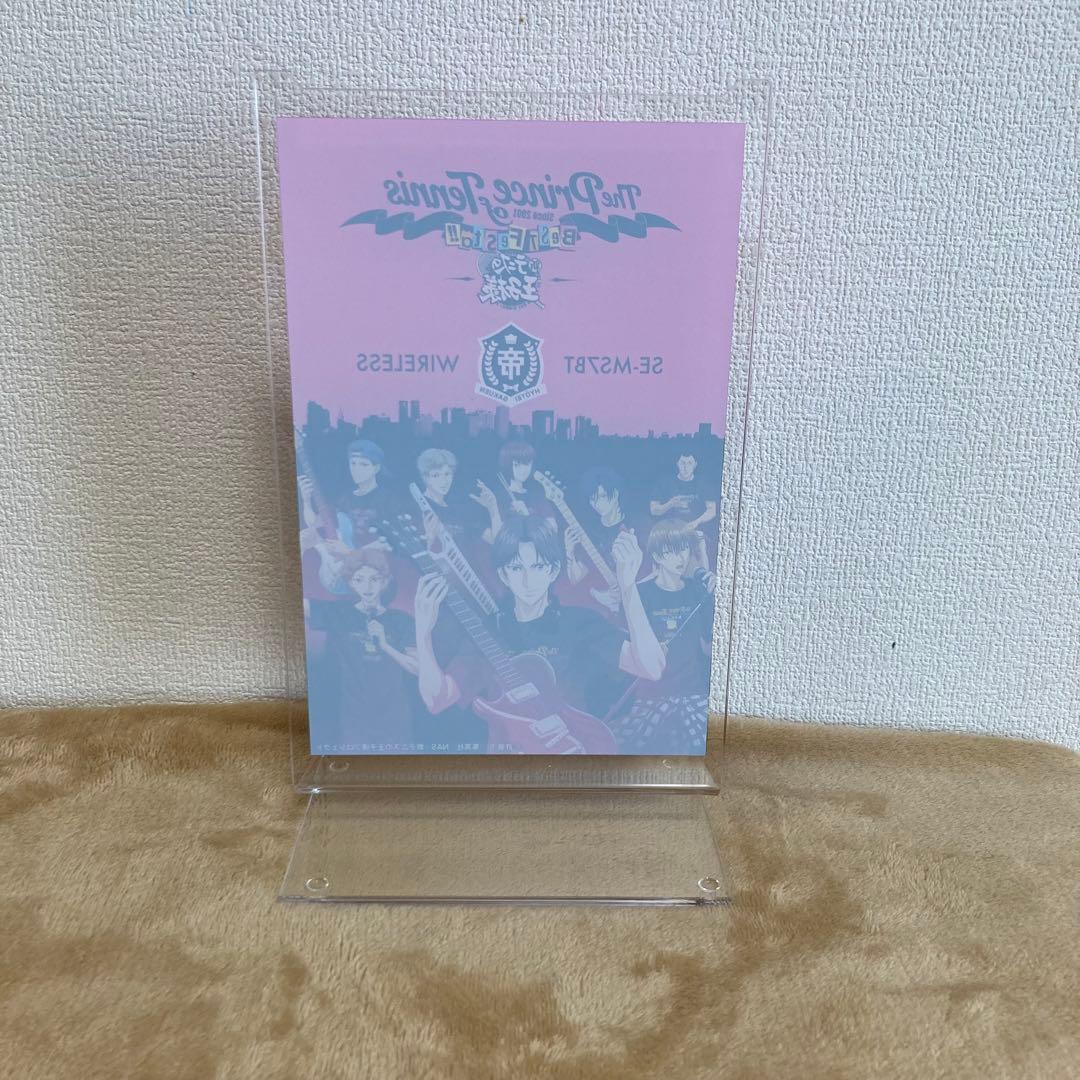 The Prince of Tennis
Since 2001
BesTFesta!!
テニスの
王子様
SE-MS7BT
帝
WIRELESS
HYOTEI GAKUEN